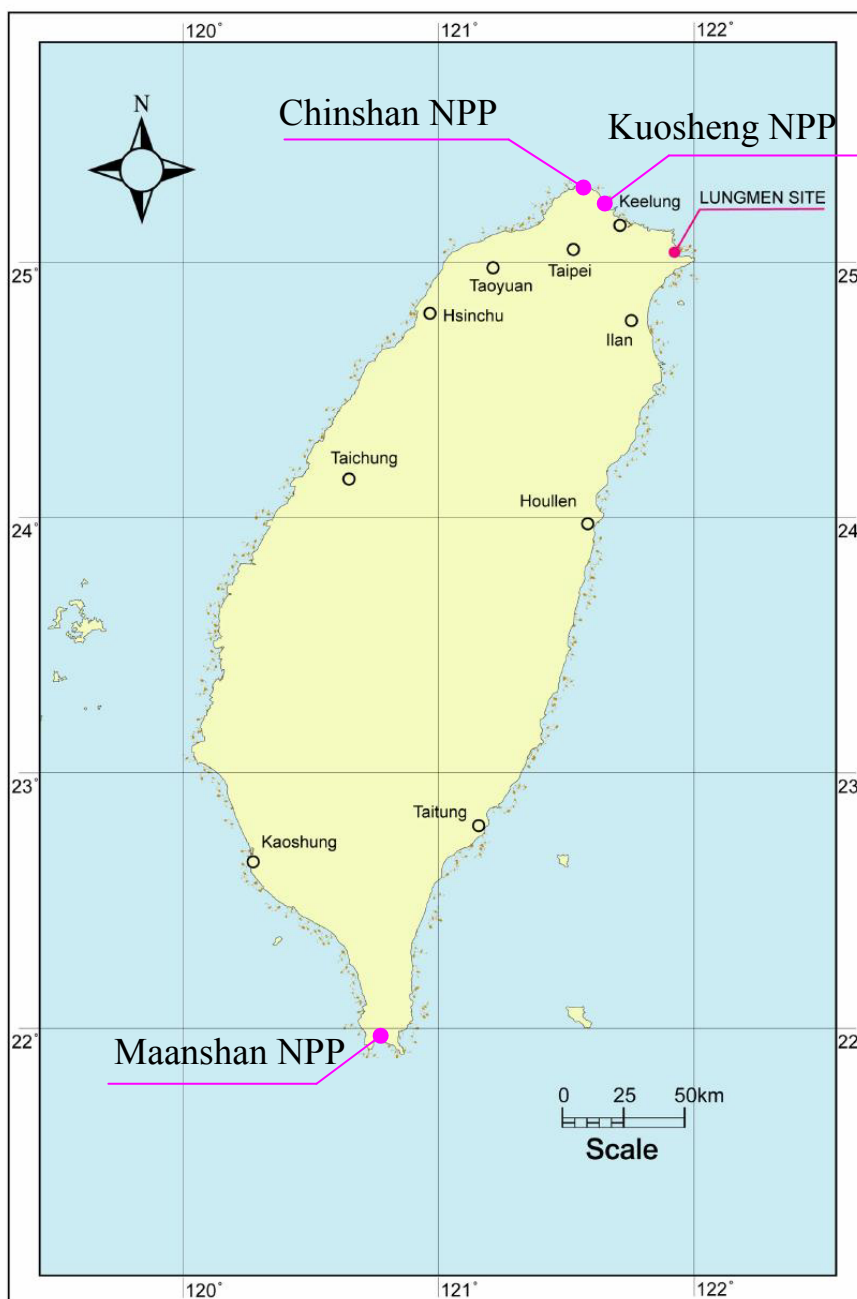 120°
121°
122°
N
Chinshan NPP
Kuosheng NPP
Keelung
LUNGMEN SITE
25°
25
Taipei
Taoyuan
Hsinchu
Ilan
Taichung
Houllen
24°
24
23°
23
Taitung
Kaoshung
22°
22
Maanshan NPP
0 25 50km
Scale
120
121
122